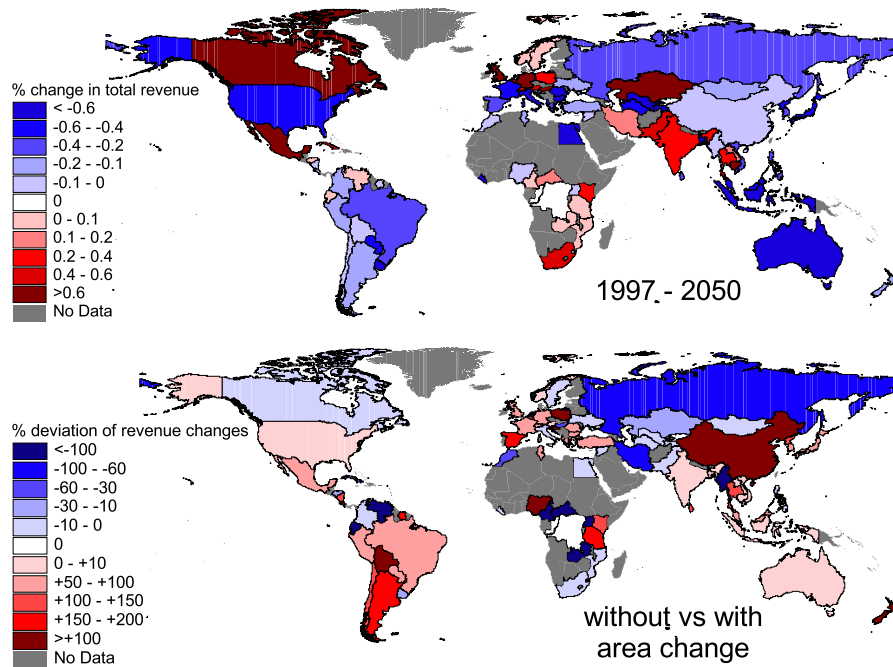 % change in total revenue
< -0.6
-0.6 - -0.4
-0.4 - -0.2
-0.2 - -0.1
-0.1 - 0
0
0 - 0.1
0.1 - 0.2
0.2 - 0.4
0.4 - 0.6
>0.6
No Data
1997 - 2050
% deviation of revenue changes
<-100
-100 - -60
-60 - -30
-30 - -10
-10 - 0
0
0 - +10
+50 - +100
+100 - +150
+150 - +200
>+100
No Data
without vs with
area change